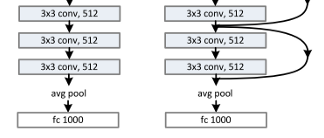 3x3 conv, 512
3x3 conv, 512
3x3 conv, 512
avg pool
fc 1000
3x3 conv, 512
3x3 conv, 512
3x3 conv, 512
avg pool
fc 1000